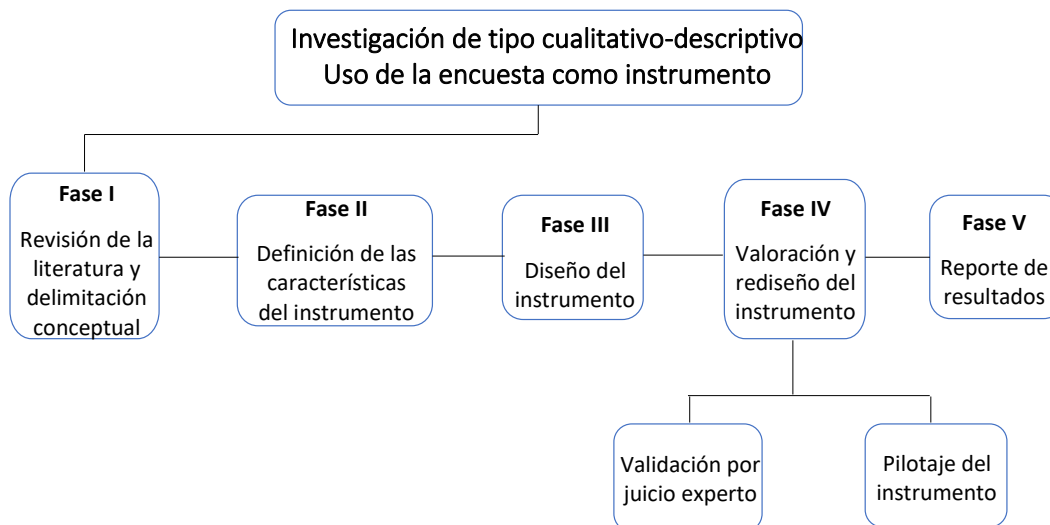 Investigación de tipo cualitativo-descriptivo
Uso de la encuesta como instrumento
Fase I
Revisión de la
literatura y
delimitación
conceptual
Fase II
Definición de las
características
del instrumento
Fase III
Diseño del
instrumento
Fase IV
Valoración y
rediseño del
instrumento
Fase V
Reporte de
resultados
Validación por
juicio experto
Pilotaje del
instrumento